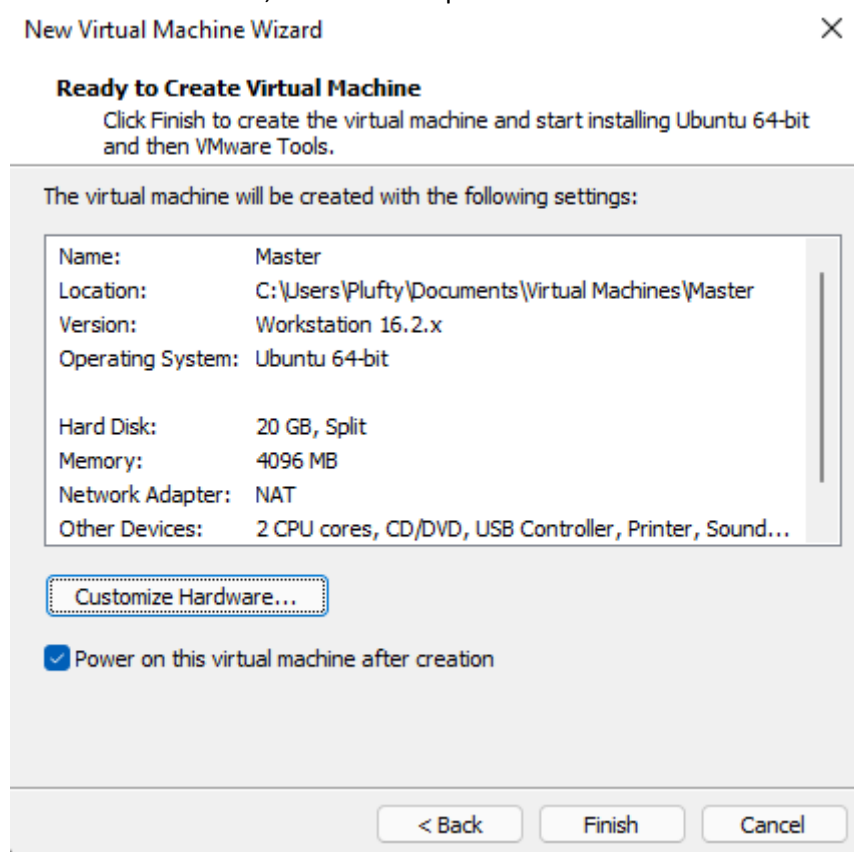 New Virtual Machine Wizard
Ready to Create Virtual Machine
Click Finish to create the virtual machine and start installing Ubuntu 64-bit
and then VMware Tools.
The virtual machine will be created with the following settings:
Name: Master
Location: C:\Users\Plufty\Documents\Virtual Machines\Master
Version: Workstation 16.2.x
Operating System: Ubuntu 64-bit
Hard Disk: 20 GB, Split
Memory: 4096 MB
Network Adapter: NAT
Other Devices: 2 CPU cores, CD/DVD, USB Controller, Printer, Sound...
Customize Hardware...
Power on this virtual machine after creation
< Back Finish Cancel